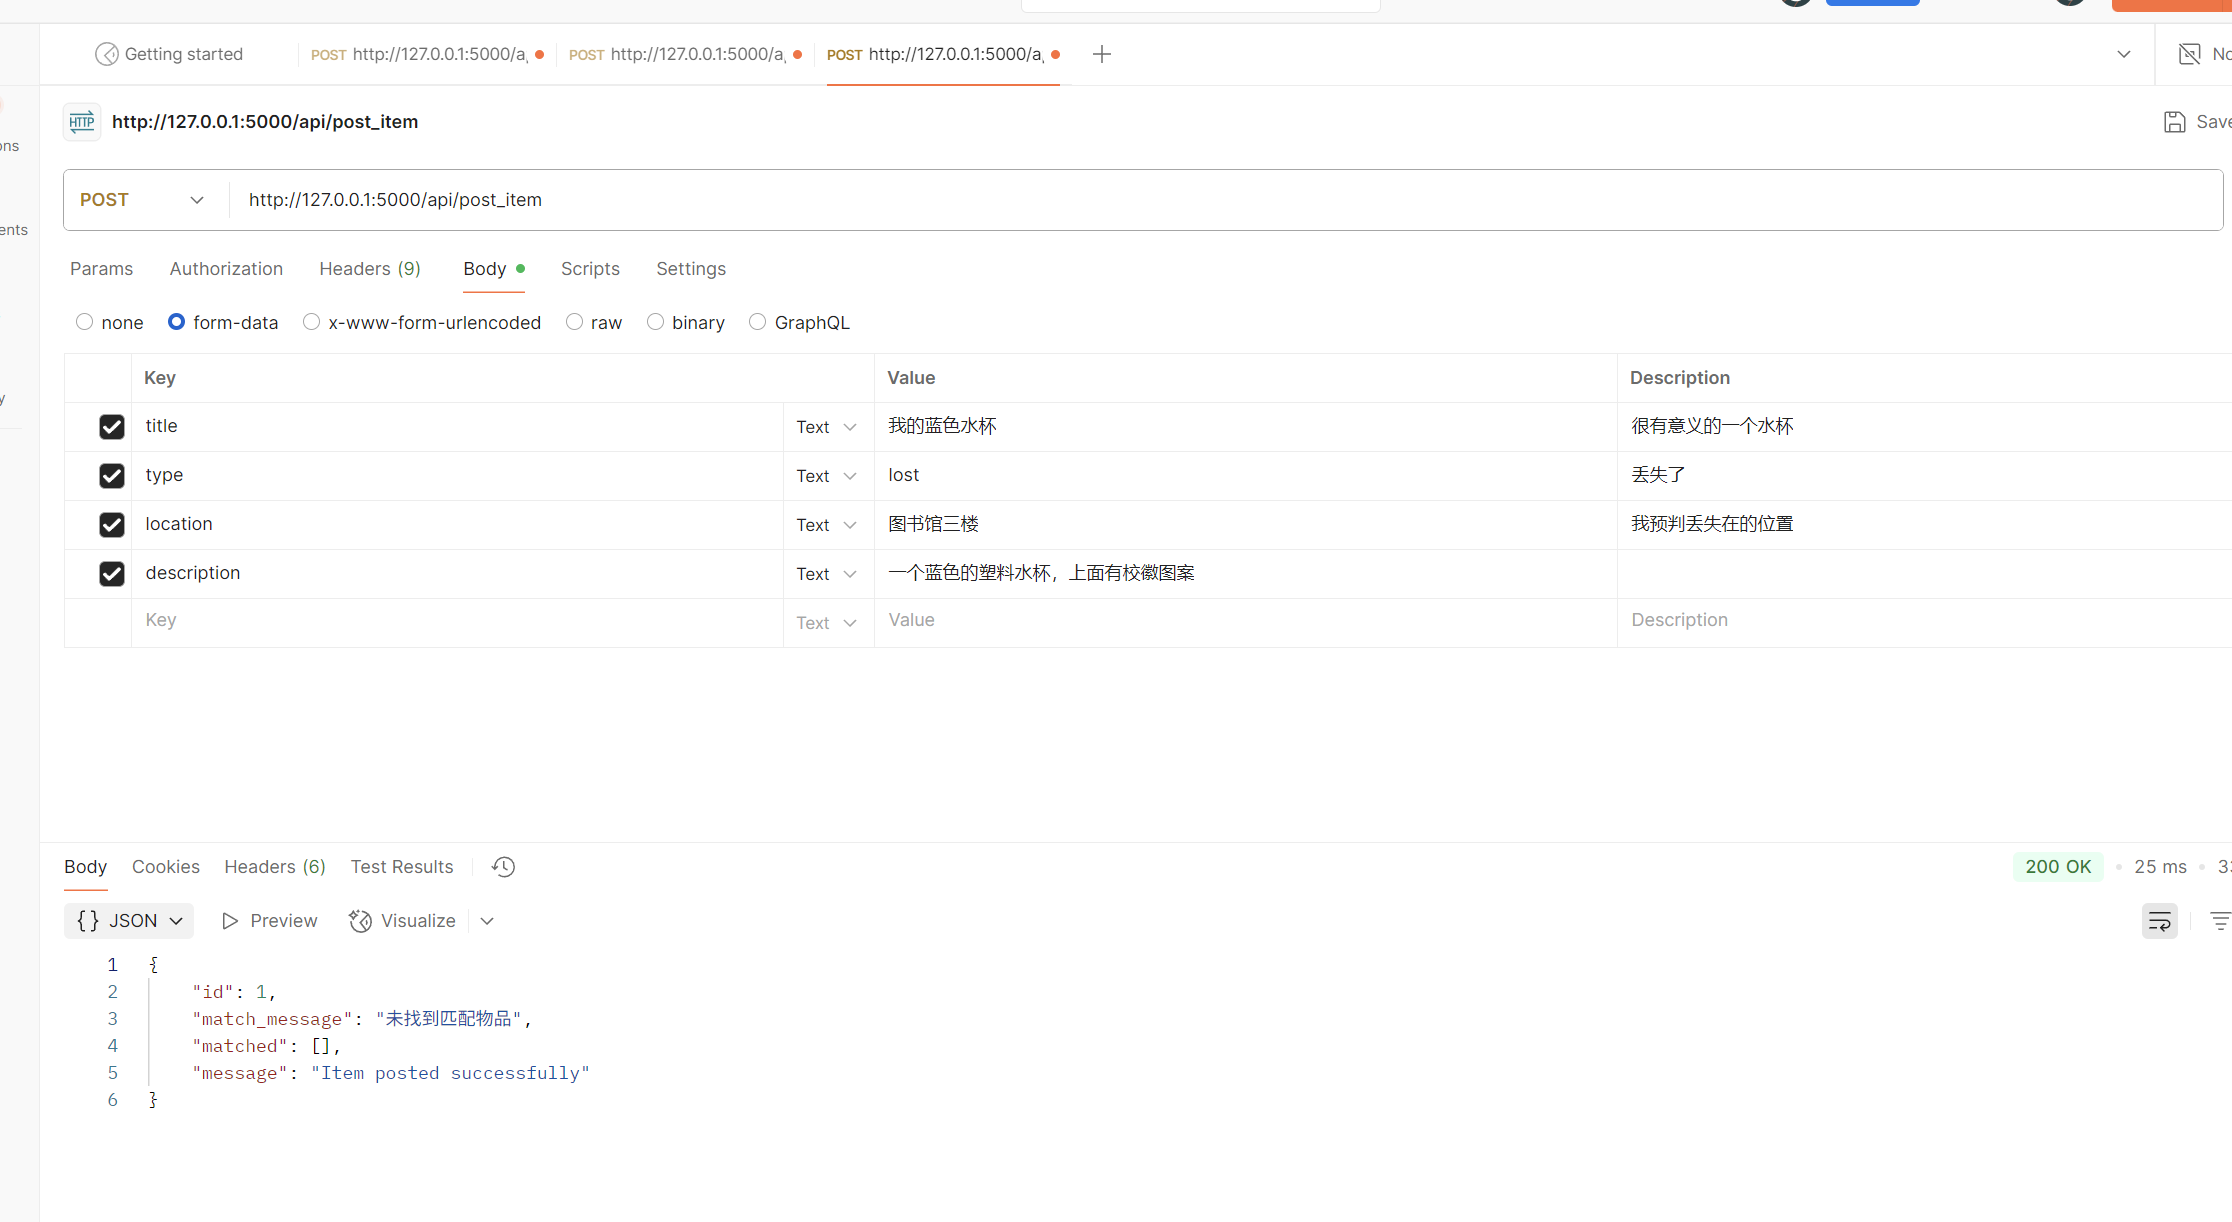 Getting started POST http://127.0.0.1:5000/a POST http://127.0.0.1:5000/a POST http://127.0.0.1:5000/a
HTTP http://127.0.0.1:5000/api/post_item
POST http://127.0.0.1:5000/api/post_item
Params Authorization Headers (9) Body Scripts Settings
none form-data x-www-form-urlencoded raw binary GraphQL
Key Value Description
title Text 我的蓝色水杯 很有意义的一个水杯
type Text lost 丢失了
location Text 图书馆三楼 我预判丢失在的位置
description Text 一个蓝色的塑料水杯，上面有校徽图案
Key Text Value Description
Body Cookies Headers (6) Test Results 200 OK • 25 ms •
{} JSON Preview Visualize
1 {
2 "id": 1,
3 "match_message": "未找到匹配物品",
4 "matched": [],
5 "message": "Item posted successfully"
6 }